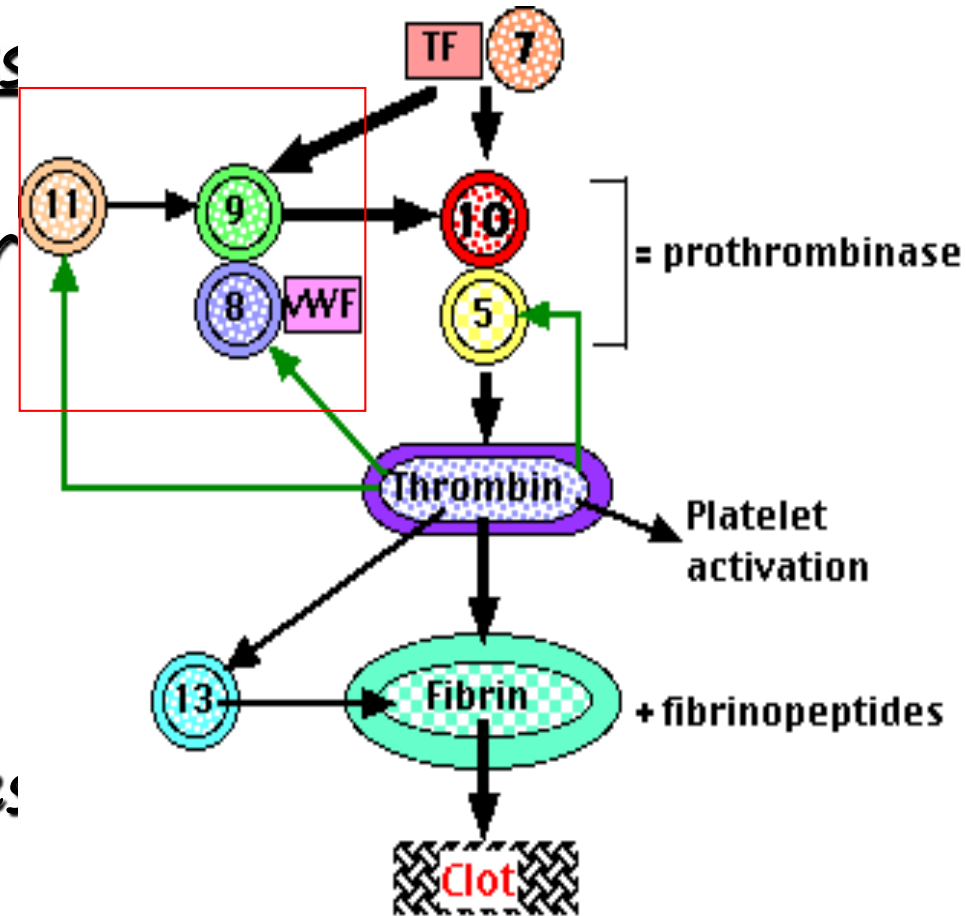 TF
7
11
9
10
= prothrombinase
8
vWF
5
Thrombin
Platelet
activation
13
Fibrin
+ fibrinopeptides
Clot